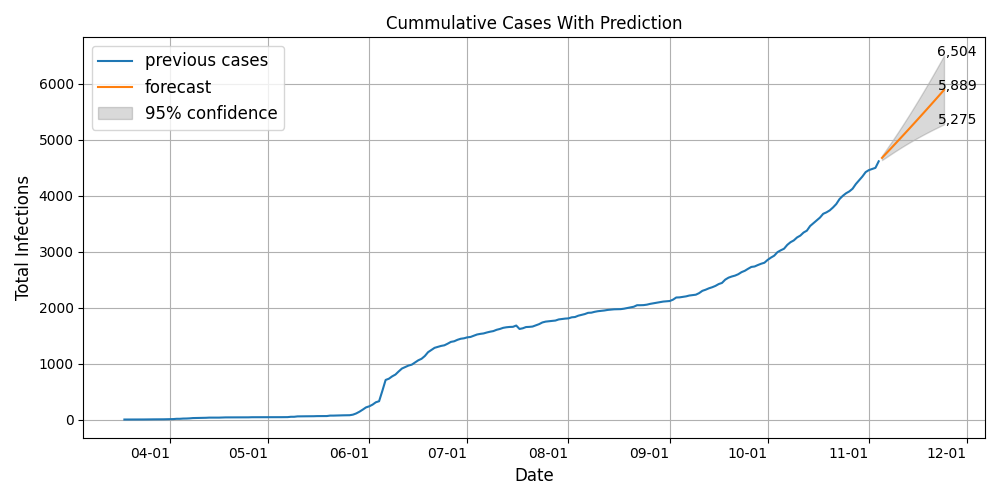 Cummulative Cases With Prediction
previous cases
forecast
95% confidence
6,504
5,889
5,275
6000
5000
4000
3000
2000
1000
0
Total Infections
04-01 05-01 06-01 07-01 08-01 09-01 10-01 11-01 12-01
Date